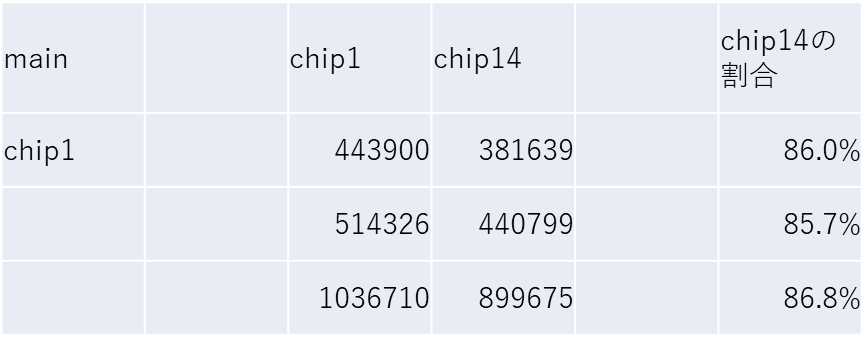 main chip1 chip14 chip14の
割合
chip1 443900 381639 86.0%
514326 440799 85.7%
1036710 899675 86.8%